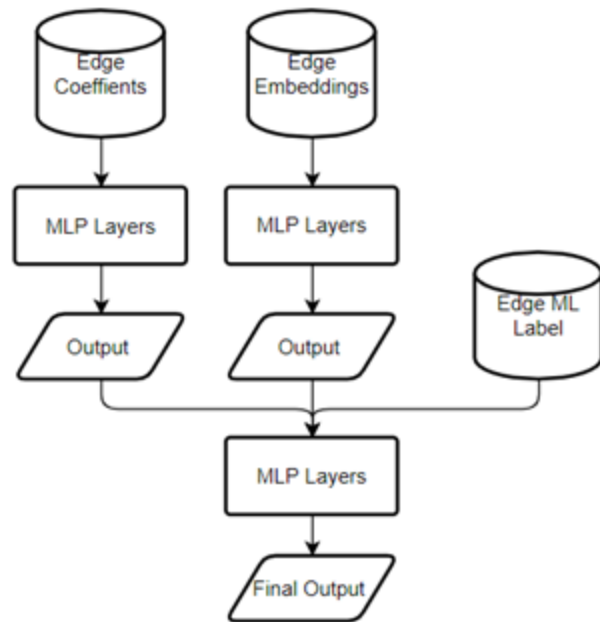 Edge
Coeffients
Edge
Embeddings
MLP Layers
MLP Layers
Edge ML
Label
Output
Output
MLP Layers
Final Output